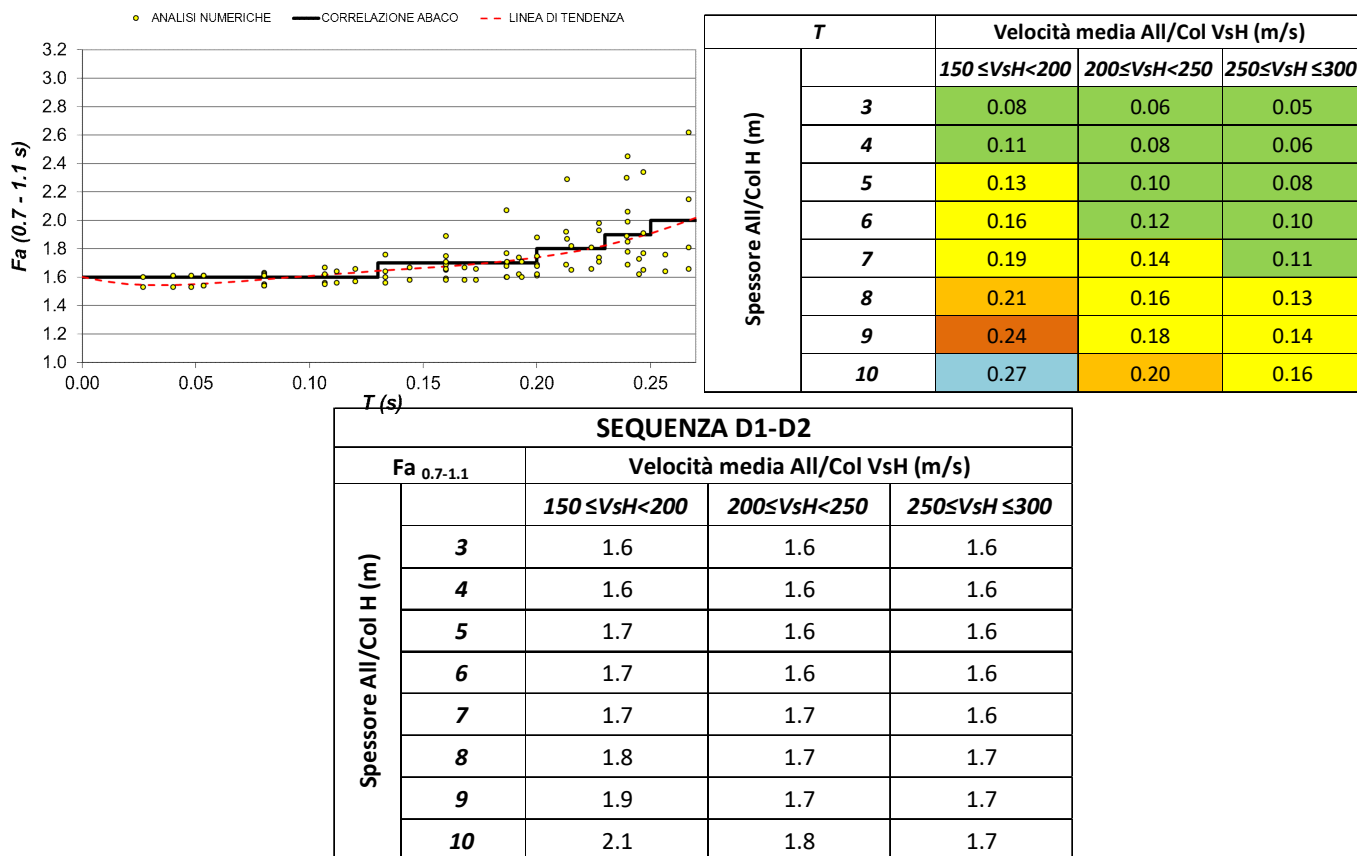 ANALISI NUMERICHE CORRELAZIONE ABACO LINEA DI TENDENZA
Fa (0.7 - 1.1 s)
3.2
3.0
2.8
2.6
2.4
2.2
2.0
1.8
1.6
1.4
1.2
1.0
0.00 0.05 0.10 0.15 0.20 0.25
T (s)
T Velocità media All/Col VsH (m/s)
150 ≤VsH<200 200≤VsH<250 250≤VsH ≤300
Spessore All/Col H (m)
3 0.08 0.06 0.05
4 0.11 0.08 0.06
5 0.13 0.10 0.08
6 0.16 0.12 0.10
7 0.19 0.14 0.11
8 0.21 0.16 0.13
9 0.24 0.18 0.14
10 0.27 0.20 0.16
SEQUENZA D1-D2
Fa 0.7-1.1 Velocità media All/Col VsH (m/s)
150 ≤VsH<200 200≤VsH<250 250≤VsH ≤300
Spessore All/Col H (m)
3 1.6 1.6 1.6
4 1.6 1.6 1.6
5 1.7 1.6 1.6
6 1.7 1.6 1.6
7 1.7 1.7 1.6
8 1.8 1.7 1.7
9 1.9 1.7 1.7
10 2.1 1.8 1.7